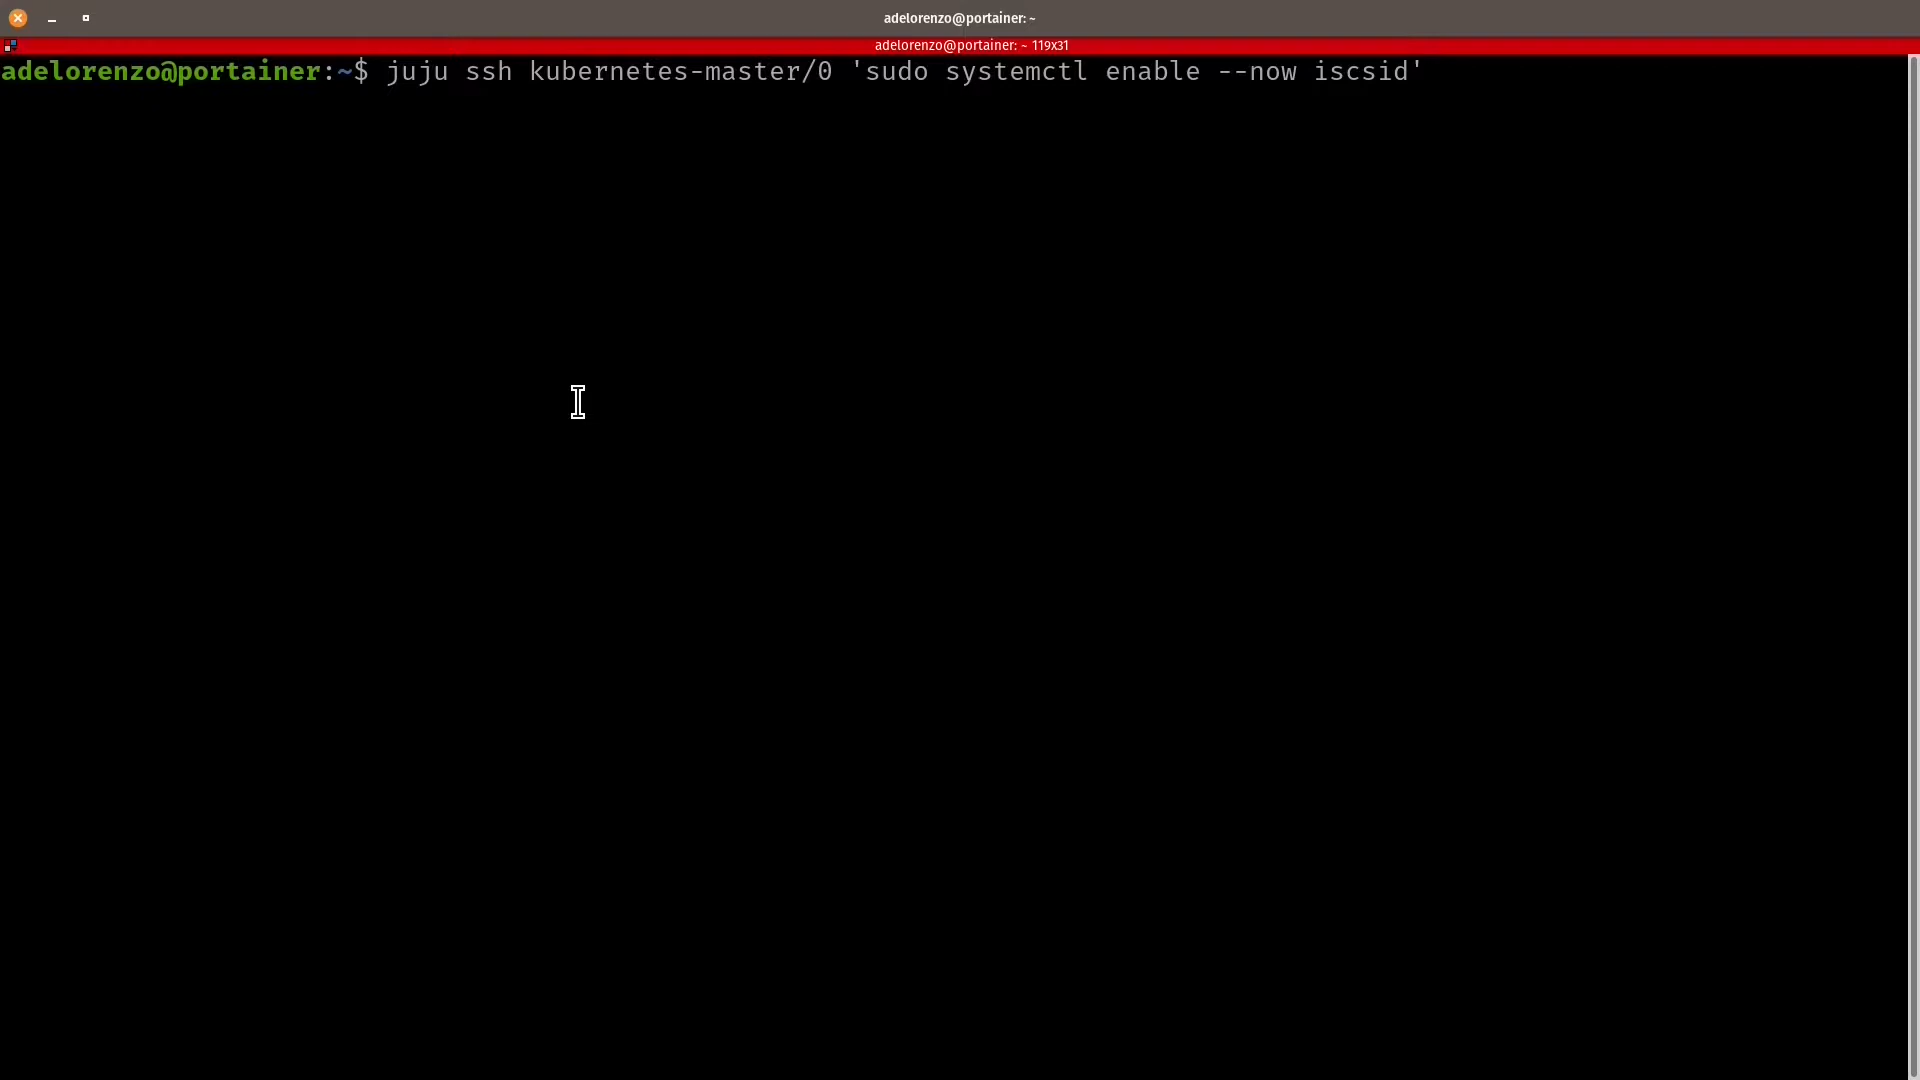 adelorenzo@portainer: ~
adelorenzo@portainer: ~ 119x31
adelorenzo@portainer:~$ juju ssh kubernetes-master/0 'sudo systemctl enable --now iscsid'